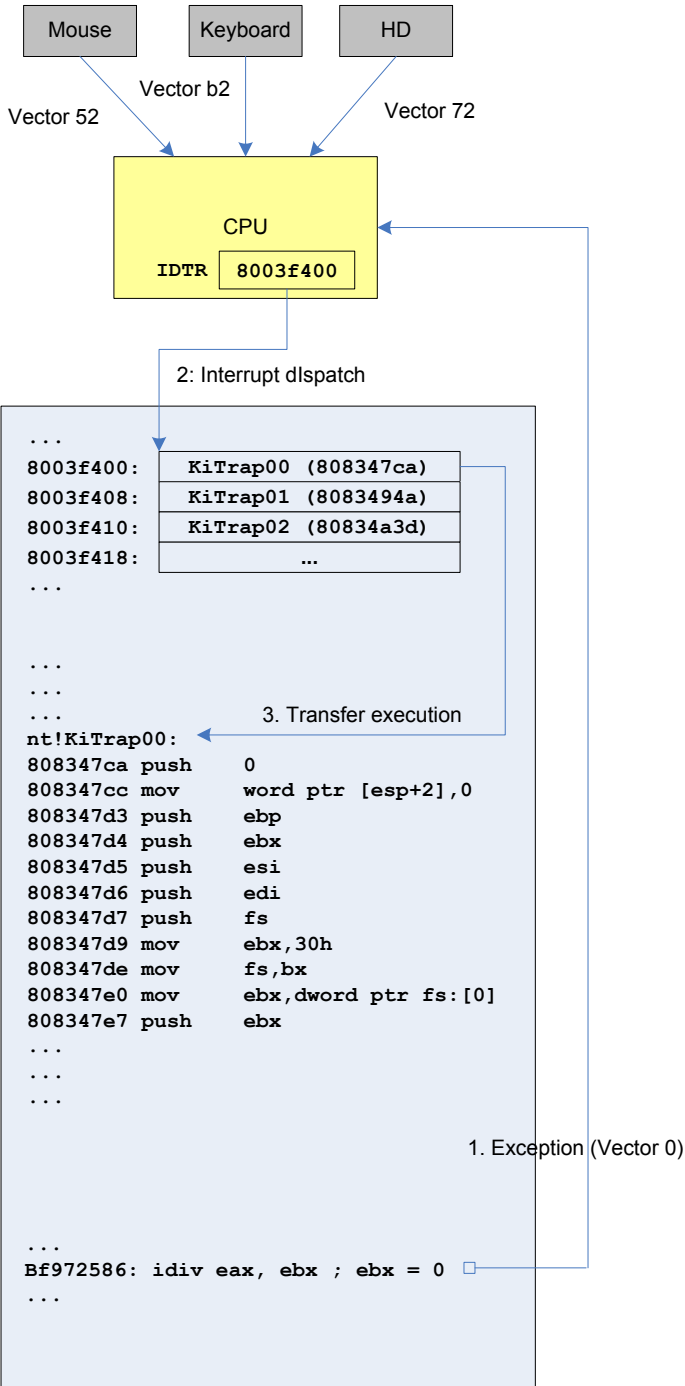 Mouse
Keyboard
HD
Vector b2
Vector 52
Vector 72
CPU
IDTR 8003f400
2: Interrupt dIspatch
...
8003f400: KiTrap00 (808347ca)
8003f408: KiTrap01 (8083494a)
8003f410: KiTrap02 (80834a3d)
8003f418: ...
...
...
...
...
3. Transfer execution
nt!KiTrap00:
808347ca push 0
808347cc mov word ptr [esp+2],0
808347d3 push ebp
808347d4 push ebx
808347d5 push esi
808347d6 push edi
808347d7 push fs
808347d9 mov ebx,30h
808347de mov fs,bx
808347e0 mov ebx,dword ptr fs:[0]
808347e7 push ebx
...
...
...
1. Exception (Vector 0)
...
Bf972586: idiv eax, ebx ; ebx = 0
...